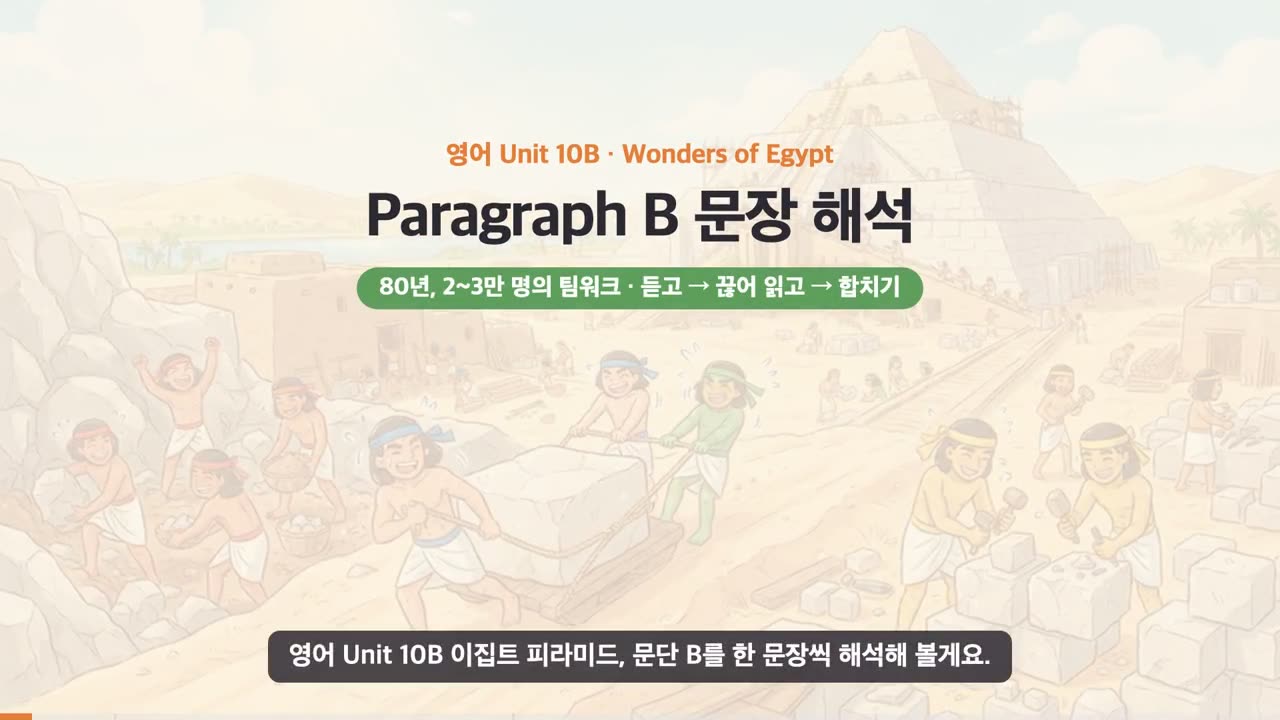 영어 Unit 10B · Wonders of Egypt
Paragraph B 문장 해석
80년, 2~3만 명의 팀워크 · 듣고 → 끊어 읽고 → 합치기
영어 Unit 10B 이집트 피라미드, 문단 B를 한 문장씩 해석해 볼게요.